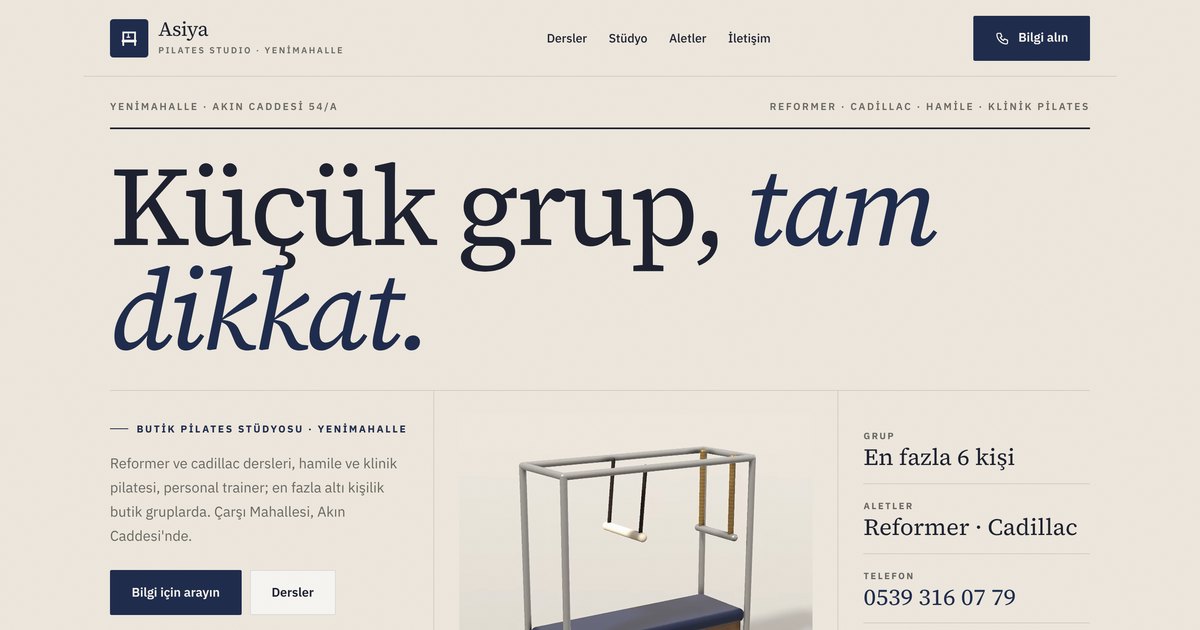 Asiya
PILATES STUDIO · YENİMAHALLE
Dersler
Stüdyo
Aletler
İletişim
Bilgi alın
YENİMAHALLE · AKIN CADDESİ 54/A
REFORMER · CADİLLAC · HAMİLE · KLİNİK PİLATES
Küçük grup, tam
dikkat.
BUTİK PİLATES STÜDYOSU · YENİMAHALLE
Reformer ve cadillac dersleri, hamile ve klinik
pilatesi, personal trainer; en fazla altı kişilik
butik gruplarda. Çarşı Mahallesi, Akın
Caddesi'nde.
Bilgi için arayın
Dersler
GRUP
En fazla 6 kişi
ALETLER
Reformer · Cadillac
TELEFON
0539 316 07 79